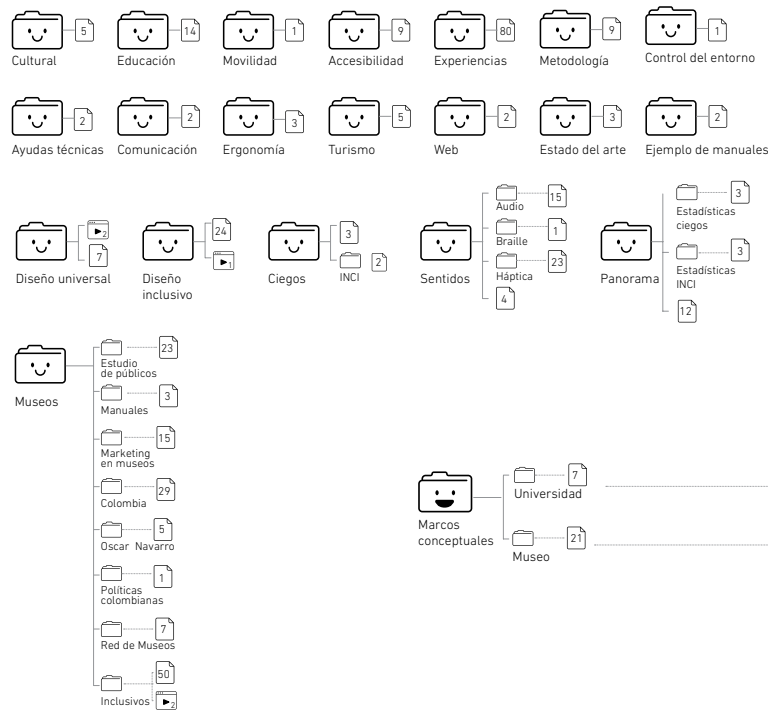 5
14
1
9
80
9
1
Cultural
Educación
Movilidad
Accesibilidad
Experiencias
Metodología
Control del entorno
2
2
3
5
2
3
2
Ayudas técnicas
Comunicación
Ergonomía
Turismo
Web
Estado del arte
Ejemplo de manuales
2
7
Diseño universal
24
1
Diseño
inclusivo
3
INCI
2
Ciegos
Audio
15
Braille
1
Háptica
23
4
Sentidos
Estadísticas
ciegos
3
Estadísticas
INCI
3
12
Panorama
Museos
23
Estudio
de públicos
3
Manuales
15
Marketing
en museos
29
Colombia
5
Oscar Navarro
1
Políticas
colombianas
7
Red de Museos
50
Inclusivos
2
Marcos
conceptuales
7
Universidad
21
Museo